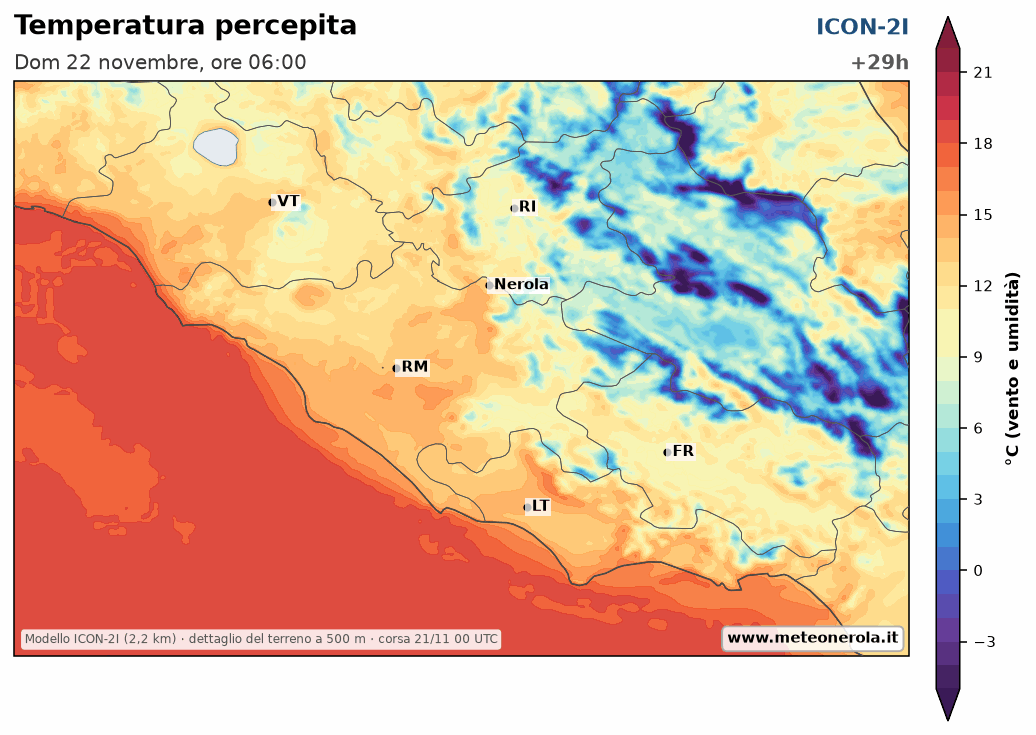 Temperatura percepita
ICON-2I
Dom 22 novembre, ore 06:00
+29h
VT
RI
Nerola
RM
FR
LT
21
18
15
12
9
6
3
0
−3
°C (vento e umidità)
Modello ICON-2I (2,2 km) · dettaglio del terreno a 500 m · corsa 21/11 00 UTC
www.meteonerola.it